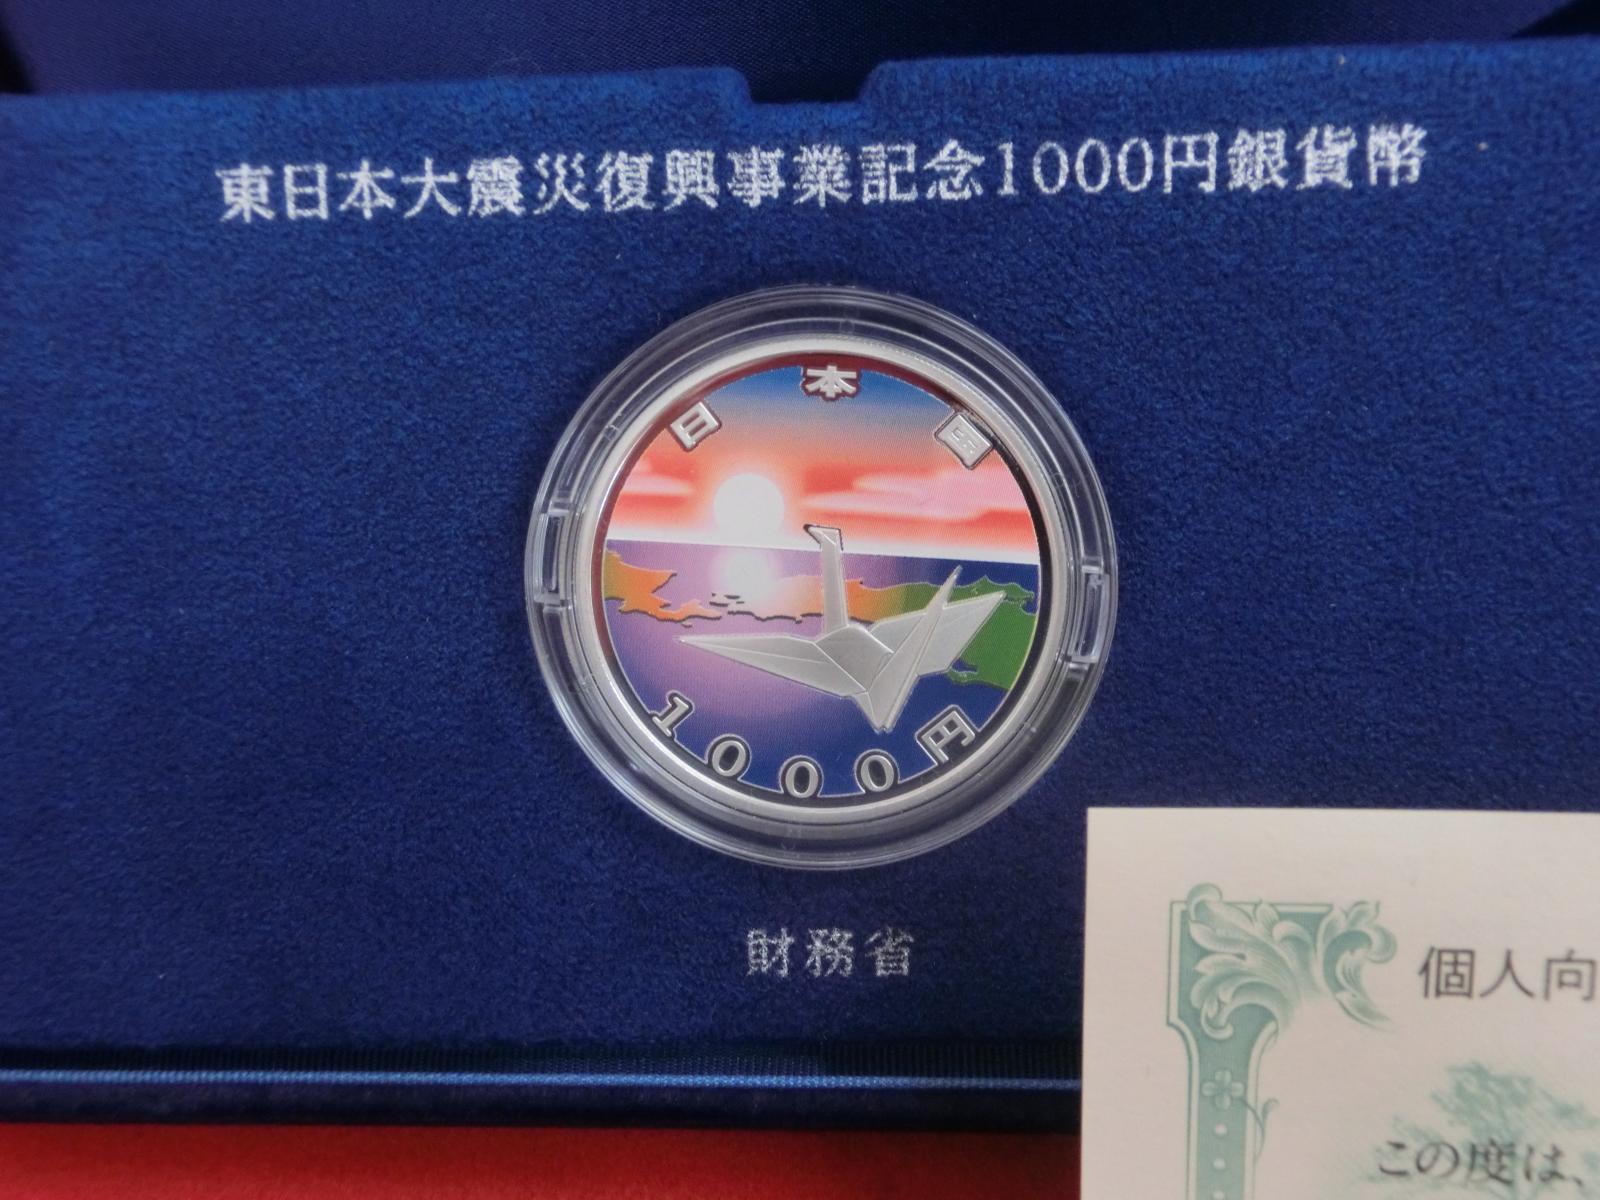 東日本大震災復興事業記念1000円銀貨幣
日本国
1000円
財務省
個人向
この度は、